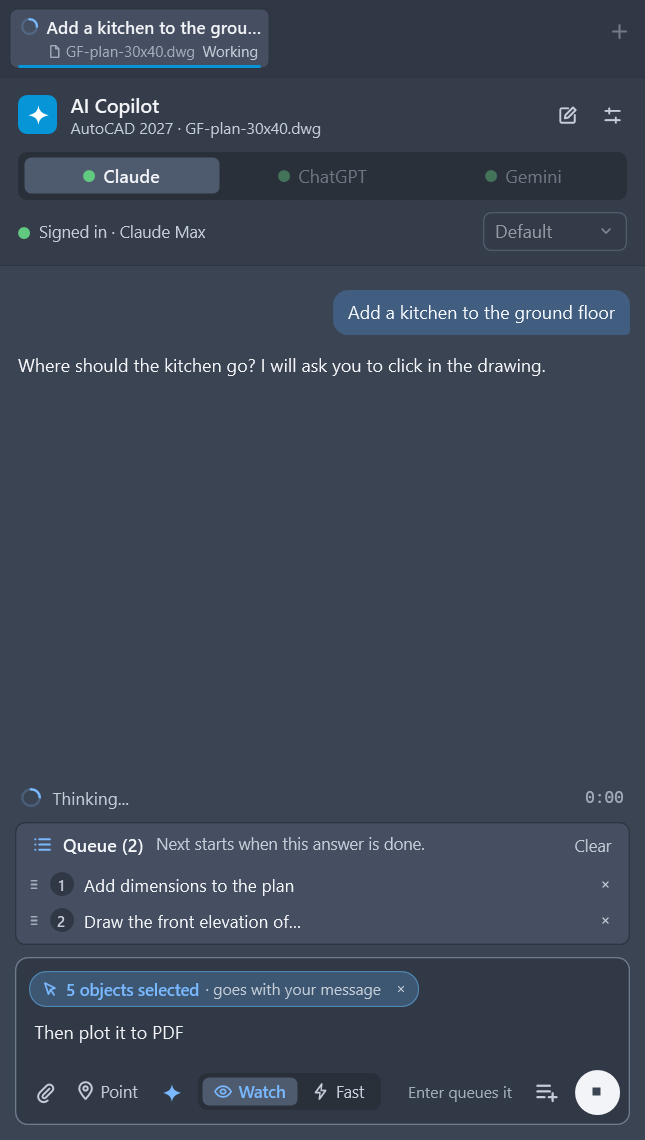 Add a kitchen to the grou...
GF-plan-30x40.dwg Working
AI Copilot
AutoCAD 2027 · GF-plan-30x40.dwg
Claude
ChatGPT
Gemini
Signed in · Claude Max
Default
Add a kitchen to the ground floor
Where should the kitchen go? I will ask you to click in the drawing.
Thinking...
0:00
Queue (2) Next starts when this answer is done.
Clear
1 Add dimensions to the plan
2 Draw the front elevation of...
5 objects selected · goes with your message ×
Then plot it to PDF
Point
Watch
Fast
Enter queues it